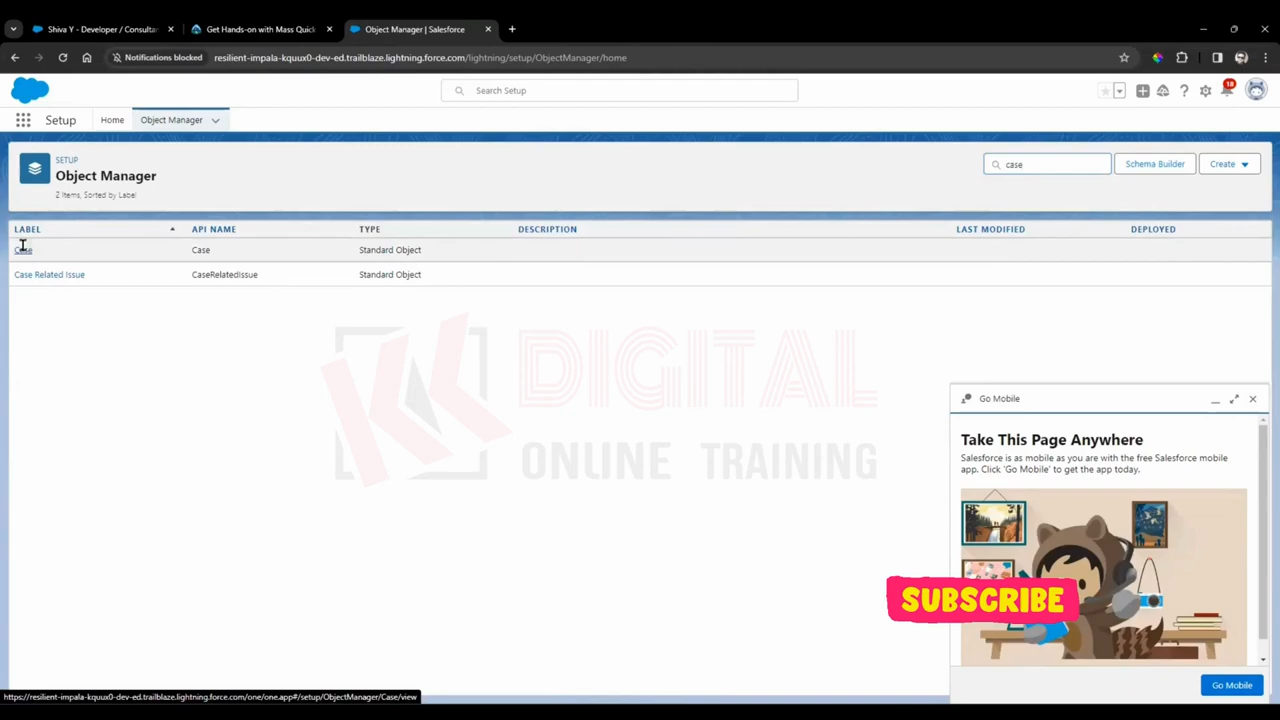 Shiva Y - Developer / Consulta
Get Hands-on with Mass Quick
Object Manager | Salesforce
Notifications blocked
resilient-impala-kquux0-dev-ed.trailblaze.lightning.force.com/lightning/setup/ObjectManager/home
Search Setup
18
Setup
Home
Object Manager
SETUP
Object Manager
2 Items, Sorted by Label
case
Schema Builder
Create
LABEL
API NAME
TYPE
DESCRIPTION
LAST MODIFIED
DEPLOYED
Case
Case
Standard Object
Case Related Issue
CaseRelatedIssue
Standard Object
KK DIGITAL
ONLINE TRAINING
Go Mobile
Take This Page Anywhere
Salesforce is as mobile as you are with the free Salesforce mobile
app. Click 'Go Mobile' to get the app today.
SUBSCRIBE
Go Mobile
https://resilient-impala-kquux0-dev-ed.trailblaze.lightning.force.com/one/one.app#/setup/ObjectManager/Case/view